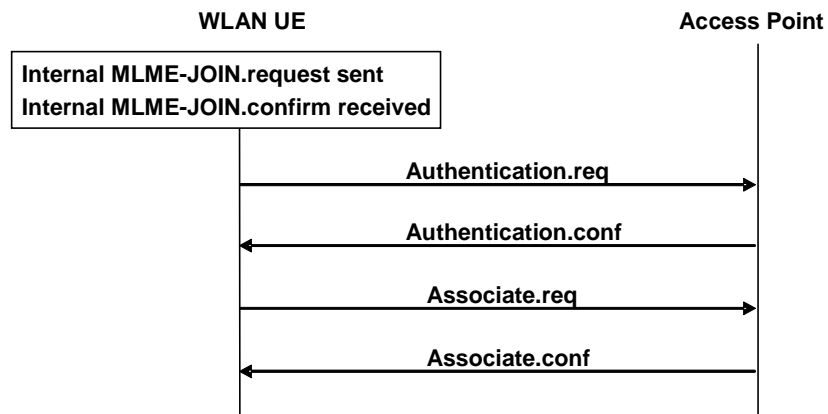 WLAN UE
Access Point
Internal MLME-JOIN.request sent
Internal MLME-JOIN.confirm received
Authentication.req
Authentication.conf
Associate.req
Associate.conf